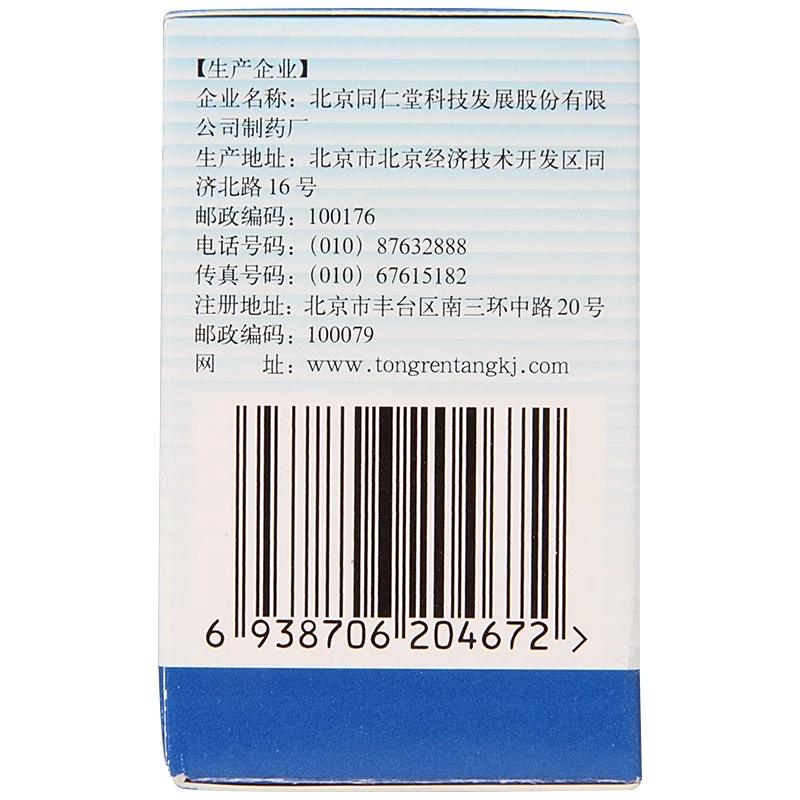 【生产企业】
企业名称：北京同仁堂科技发展股份有限
公司制药厂
生产地址：北京市北京经济技术开发区同
济北路16号
邮政编码：100176
电话号码：（010）87632888
传真号码：（010）67615182
注册地址：北京市丰台区南三环中路20号
邮政编码：100079
网　　址：www.tongrentangkj.com
6 938706 204672 >